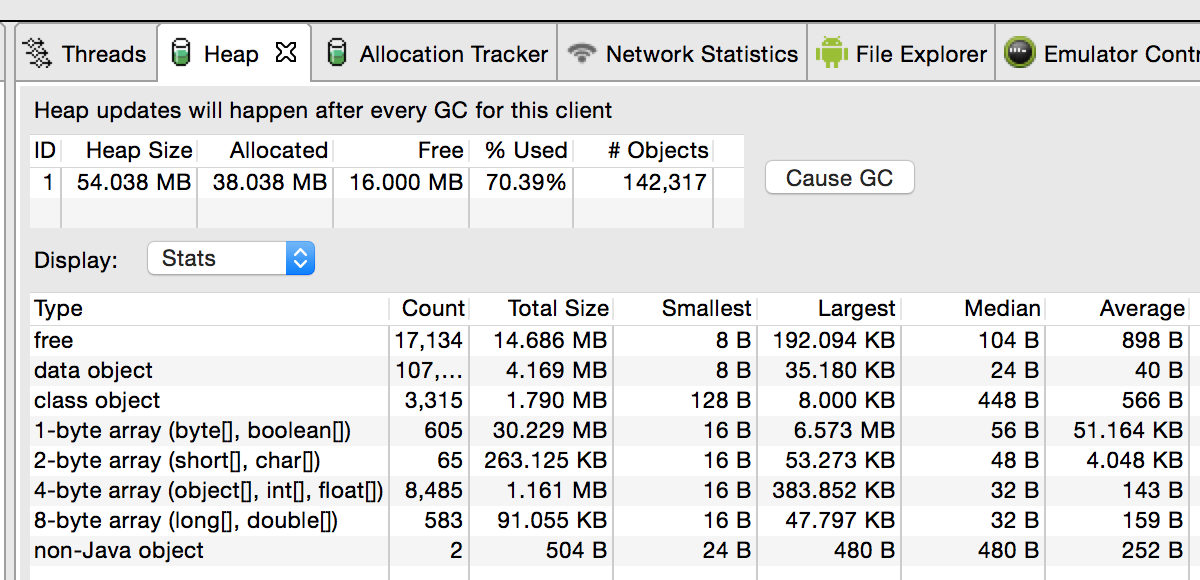 Threads Heap Allocation Tracker Network Statistics File Explorer Emulator Contr
Heap updates will happen after every GC for this client
ID Heap Size Allocated Free % Used # Objects
1 54.038 MB 38.038 MB 16.000 MB 70.39% 142,317
Cause GC
Display: Stats
Type Count Total Size Smallest Largest Median Average
free 17,134 14.686 MB 8 B 192.094 KB 104 B 898 B
data object 107,... 4.169 MB 8 B 35.180 KB 24 B 40 B
class object 3,315 1.790 MB 128 B 8.000 KB 448 B 566 B
1-byte array (byte[], boolean[]) 605 30.229 MB 16 B 6.573 MB 56 B 51.164 KB
2-byte array (short[], char[]) 65 263.125 KB 16 B 53.273 KB 48 B 4.048 KB
4-byte array (object[], int[], float[]) 8,485 1.161 MB 16 B 383.852 KB 32 B 143 B
8-byte array (long[], double[]) 583 91.055 KB 16 B 47.797 KB 32 B 159 B
non-Java object 2 504 B 24 B 480 B 480 B 252 B